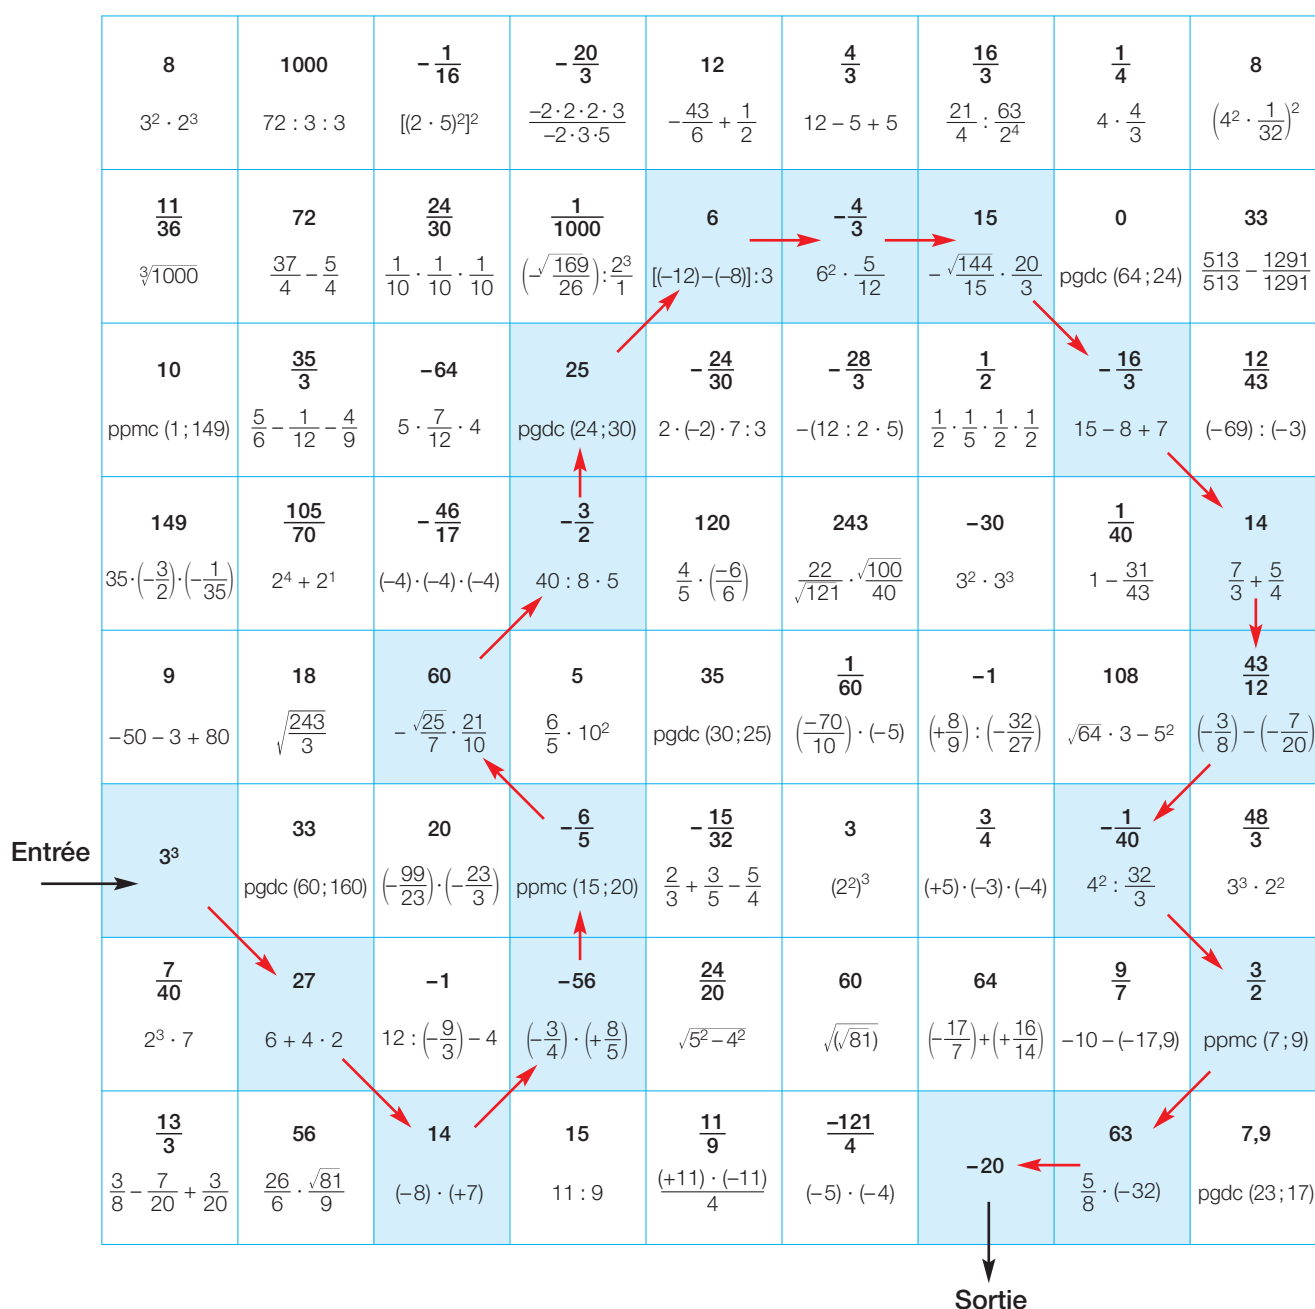 8 1000 −1/16 −20/3 12 4/3 16/3 1/4 8
3² · 2³ 72 : 3 : 3 [(2 · 5)²]² (−2·2·2·3)/(−2·3·5) −43/6 + 1/2 12 – 5 + 5 21/4 : 63/2⁴ 4 · 4/3 (4² · 1/32)²
11/36 72 24/30 1/1000 6 −4/3 15 0 33
∛1000 37/4 − 5/4 1/10 · 1/10 · 1/10 (−√169/26) : 2³/1 [(–12)–(–8)] : 3 6² · 5/12 −√144/15 · 20/3 pgdc (64 ; 24) 513/513 − 1291/1291
10 35/3 –64 25 −24/30 −28/3 1/2 −16/3 12/43
ppmc (1 ; 149) 5/6 − 1/12 − 4/9 5 · 7/12 · 4 pgdc (24 ; 30) 2 · (–2) · 7 : 3 –(12 : 2 · 5) 1/2 · 1/5 · 1/2 · 1/2 15 – 8 + 7 (–69) : (–3)
149 105/70 −46/17 −3/2 120 243 –30 1/40 14
35·(−3/2)·(−1/35) 2⁴ + 2¹ (–4) · (–4) · (–4) 40 : 8 · 5 4/5 · (−6/6) 22/√121 · √100/40 3² · 3³ 1 − 31/43 7/3 + 5/4
9 18 60 5 35 1/60 –1 108 43/12
–50 – 3 + 80 √(243/3) −√25/7 · 21/10 6/5 · 10² pgdc (30 ; 25) (−70/10) · (–5) (+8/9) : (−32/27) √64 · 3 – 5² (−3/8) − (−7/20)
Entrée 3³ 33 20 −6/5 −15/32 3 3/4 −1/40 48/3
pgdc (60 ; 160) (−99/23)·(−23/3) ppmc (15 ; 20) 2/3 + 3/5 − 5/4 (2²)³ (+5) · (–3) · (–4) 4² : 32/3 3³ · 2²
7/40 27 –1 –56 24/20 60 64 9/7 3/2
2³ · 7 6 + 4 · 2 12 : (−9/3) − 4 (−3/4) · (+8/5) √(5² – 4²) √(√81) (−17/7)+(+16/14) –10 – (–17,9) ppmc (7 ; 9)
13/3 56 14 15 11/9 −121/4 –20 63 7,9
3/8 − 7/20 + 3/20 26/6 · √81/9 (–8) · (+7) 11 : 9 ((+11) · (–11))/4 (–5) · (–4) 5/8 · (–32) pgdc (23 ; 17)
Sortie